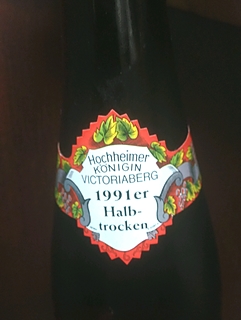 Hochheimer
KÖNIGIN
VICTORIABERG
1991er
Halb-
trocken